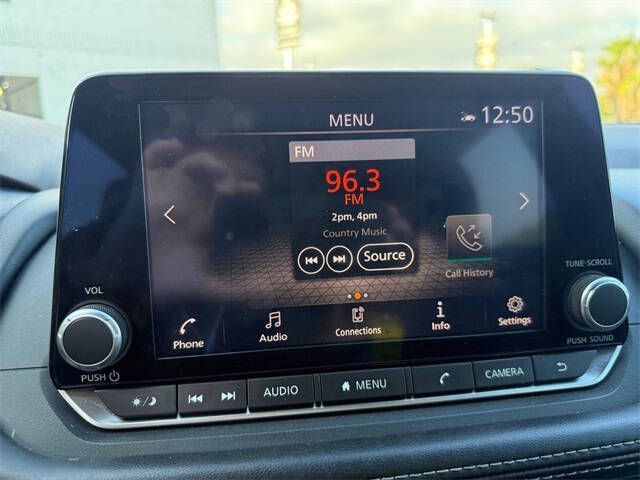 MENU
12:50
FM
96.3
FM
2pm, 4pm
Country Music
Source
Call History
Phone
Audio
Connections
Info
Settings
VOL
PUSH
TUNE-SCROLL
PUSH SOUND
AUDIO
MENU
CAMERA